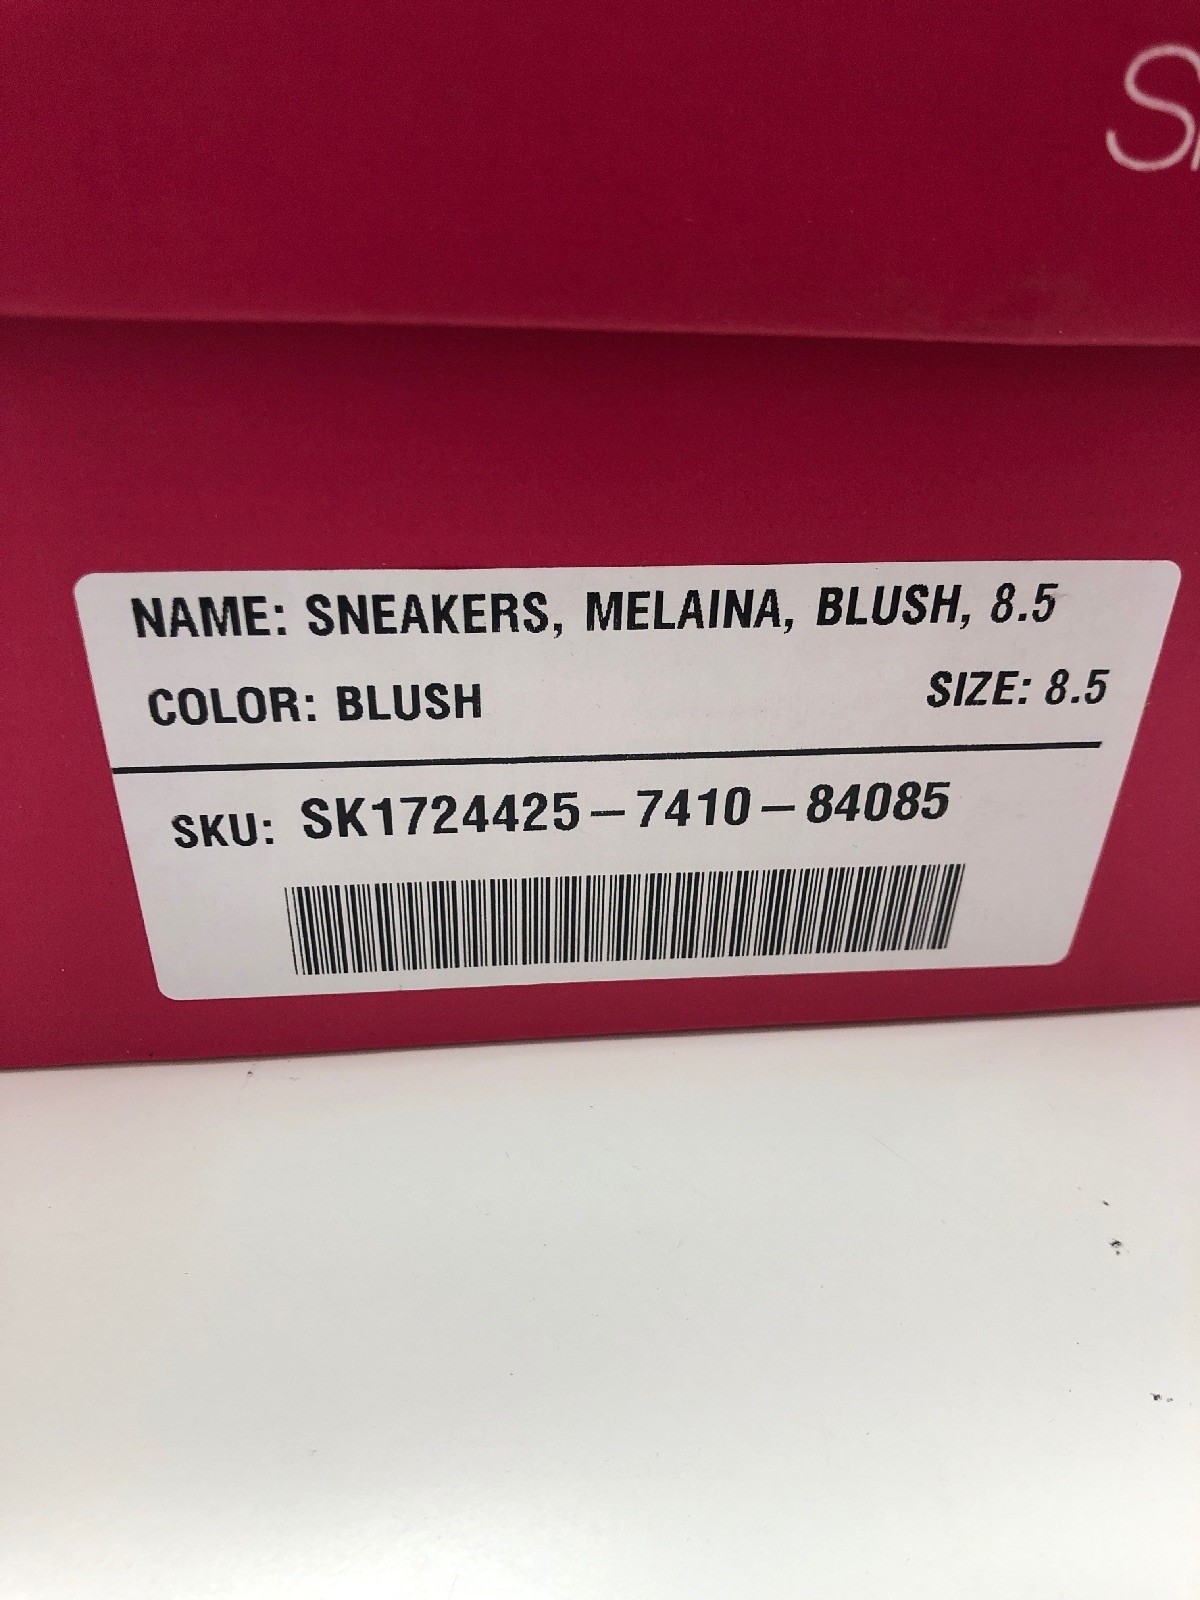 NAME: SNEAKERS, MELAINA, BLUSH, 8.5
COLOR: BLUSH
SIZE: 8.5
SKU: SK1724425-7410-84085